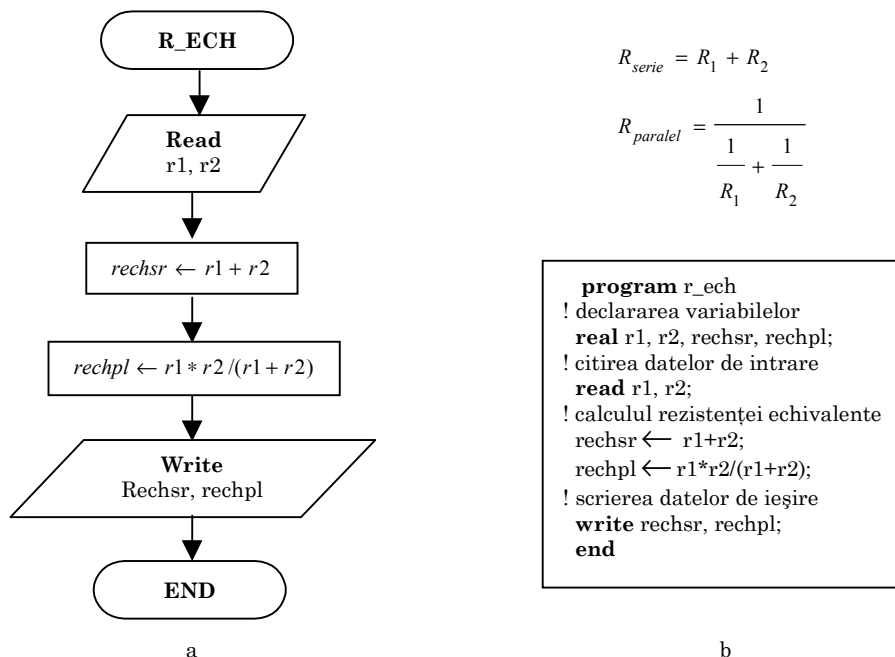 R_ECH
Read
r1, r2
rechsr ← r1 + r2
rechpl ← r1 * r2 /(r1 + r2)
Write
Rechsr, rechpl
END
a
R_serie = R_1 + R_2
R_paralel = 1 / (1/R_1 + 1/R_2)
program r_ech
! declararea variabilelor
real r1, r2, rechsr, rechpl;
! citirea datelor de intrare
read r1, r2;
! calculul rezistenței echivalente
rechsr ← r1+r2;
rechpl ← r1*r2/(r1+r2);
! scrierea datelor de ieşire
write rechsr, rechpl;
end
b